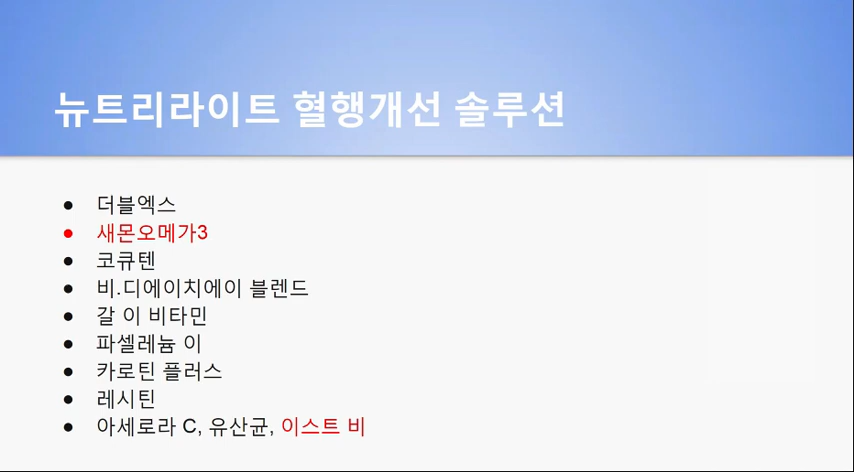 뉴트리라이트 혈행개선 솔루션
● 더블엑스
● 새몬오메가3
● 코큐텐
● 비.디에이치에이 블렌드
● 갈 이 비타민
● 파셀레늄 이
● 카로틴 플러스
● 레시틴
● 아세로라 C, 유산균, 이스트 비